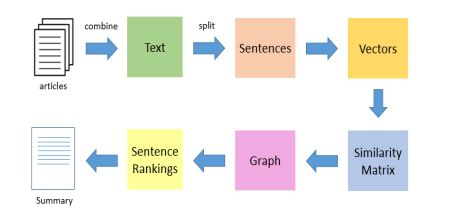 combine
split
Text
Sentences
Vectors
articles
Similarity
Matrix
Graph
Sentence
Rankings
Summary